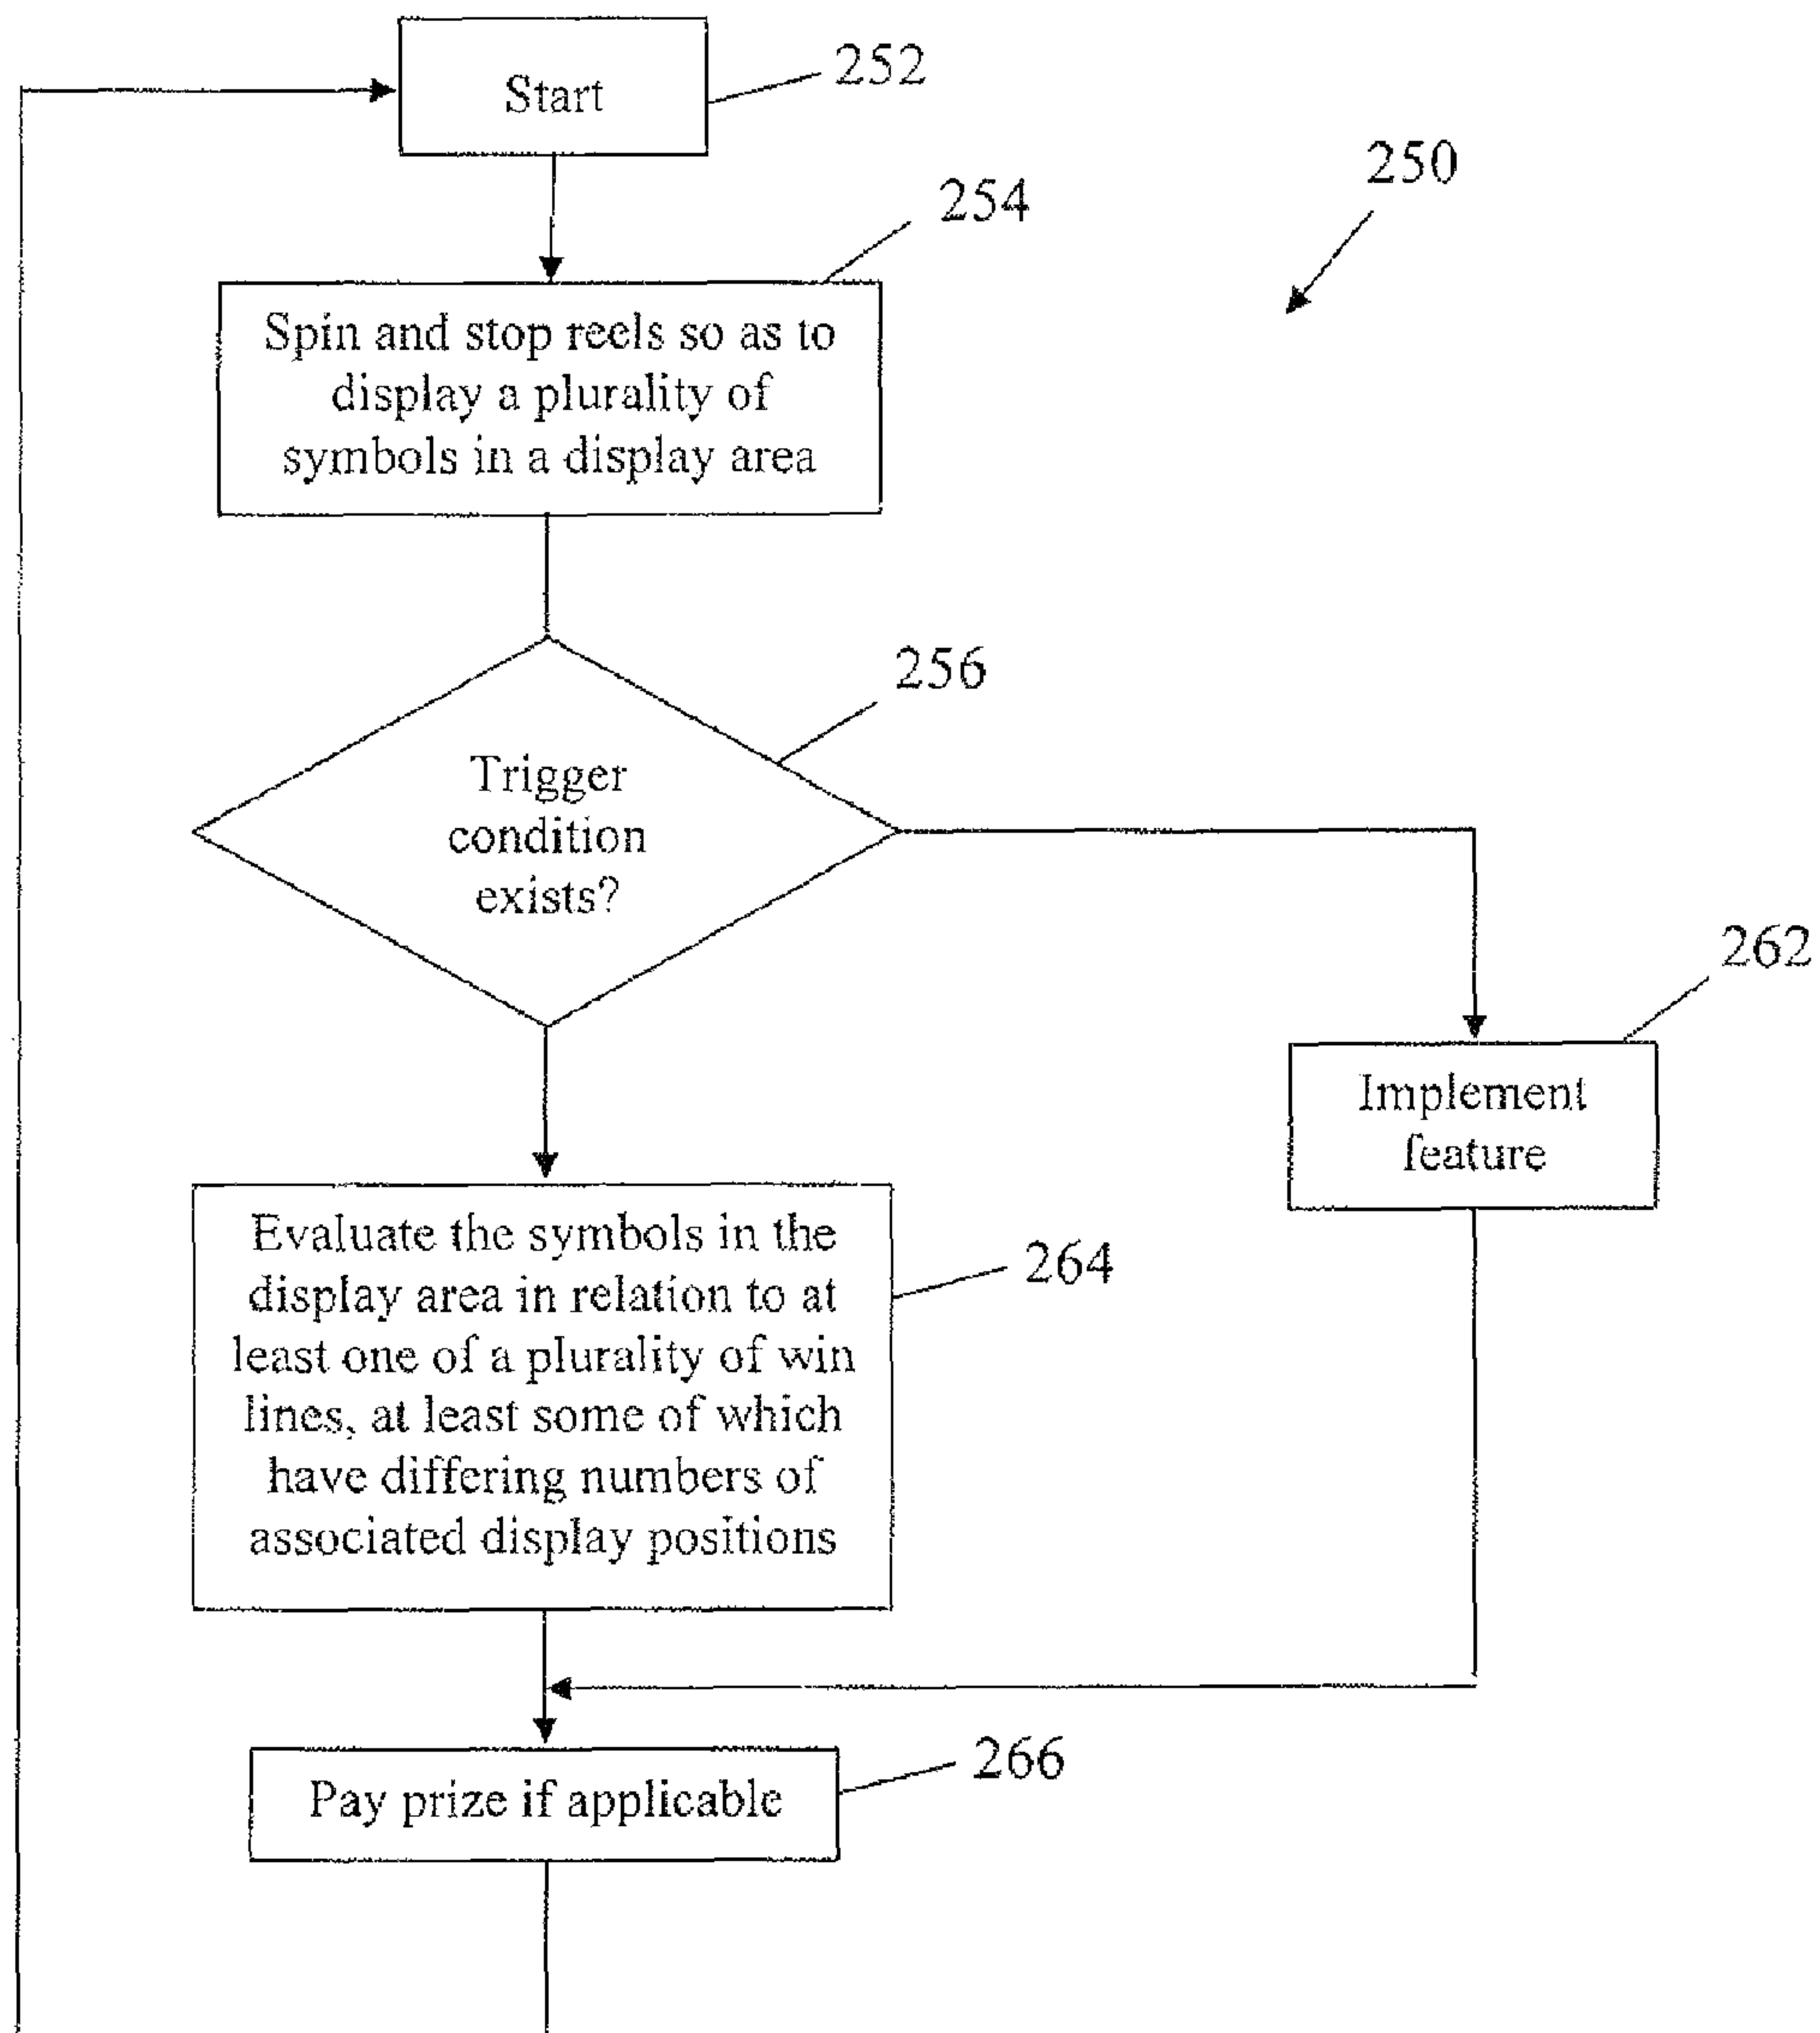 Start
252
250
254
Spin and stop reels so as to
display a plurality of
symbols in a display area
256
Trigger
condition
exists?
262
Implement
feature
Evaluate the symbols in the
display area in relation to at
least one of a plurality of win
lines, at least some of which
have differing numbers of
associated display positions
264
Pay prize if applicable
266